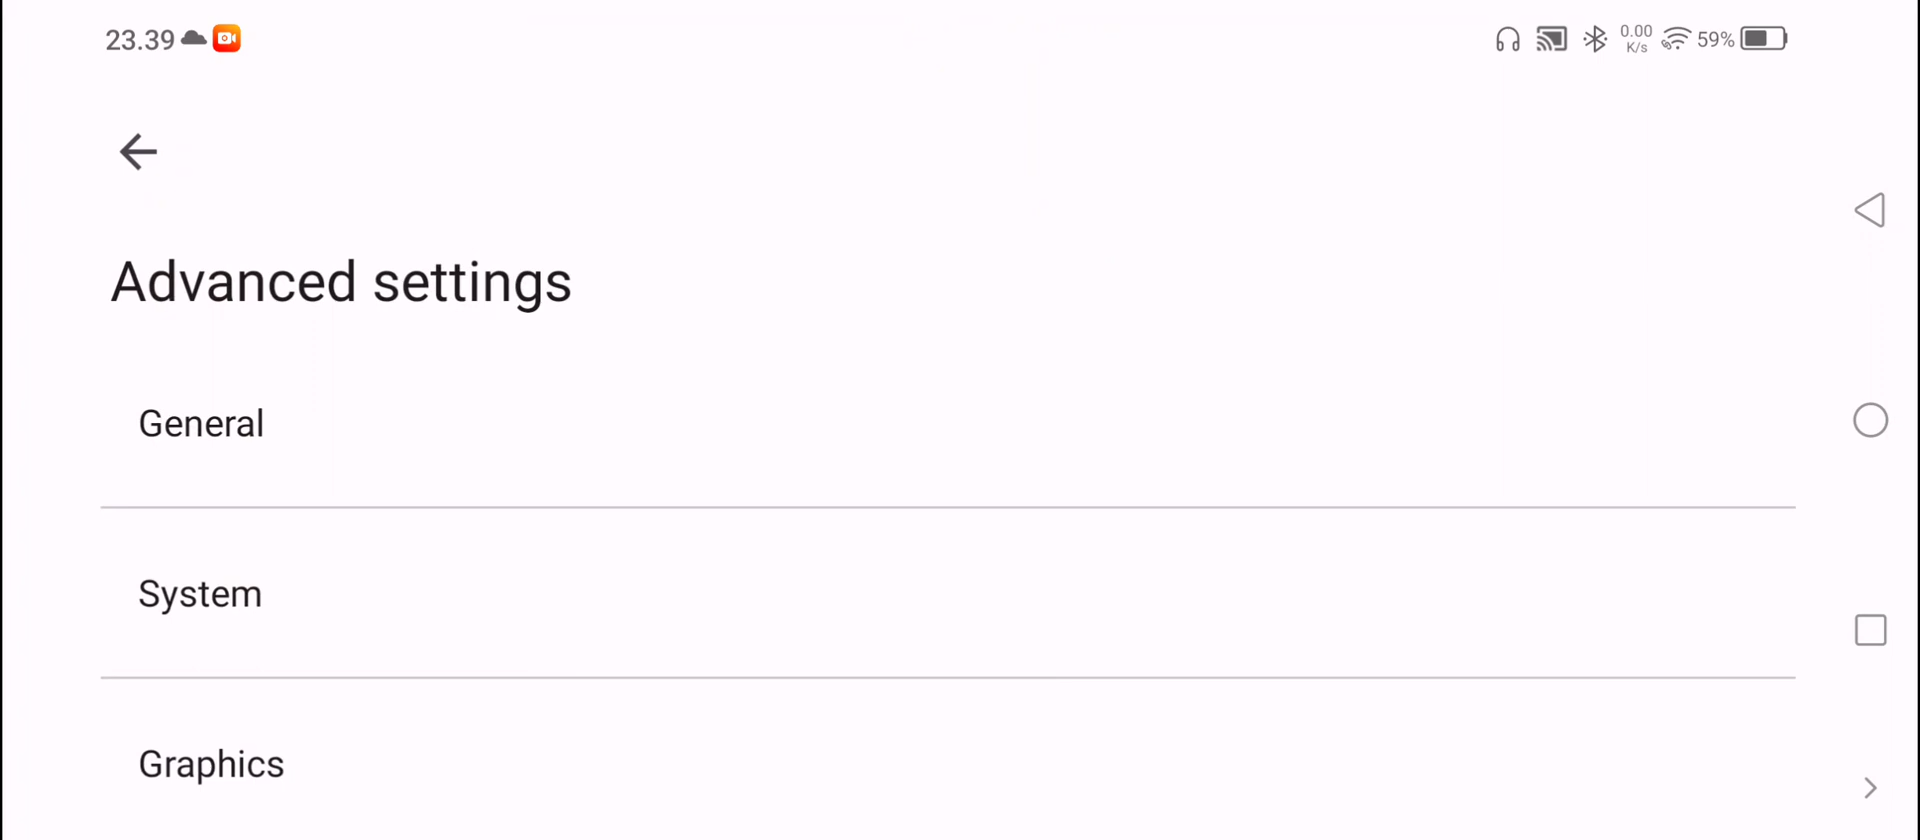 23.39
0.00
K/s
59%
Advanced settings
General
System
Graphics